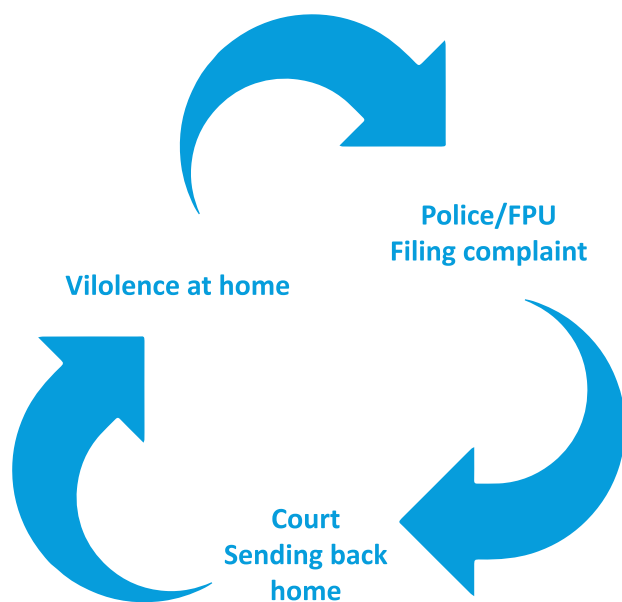 Police/FPU
Filing complaint
Vilolence at home
Court
Sending back
home